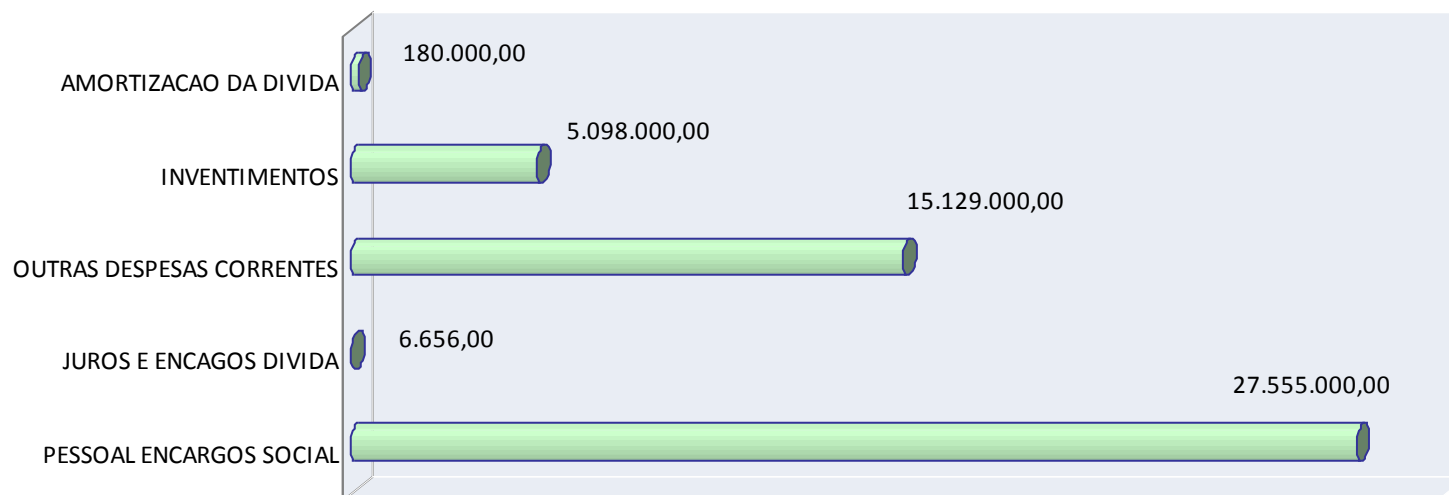 AMORTIZACAO DA DIVIDA 180.000,00
INVENTIMENTOS 5.098.000,00
OUTRAS DESPESAS CORRENTES 15.129.000,00
JUROS E ENCAGOS DIVIDA 6.656,00
PESSOAL ENCARGOS SOCIAL 27.555.000,00